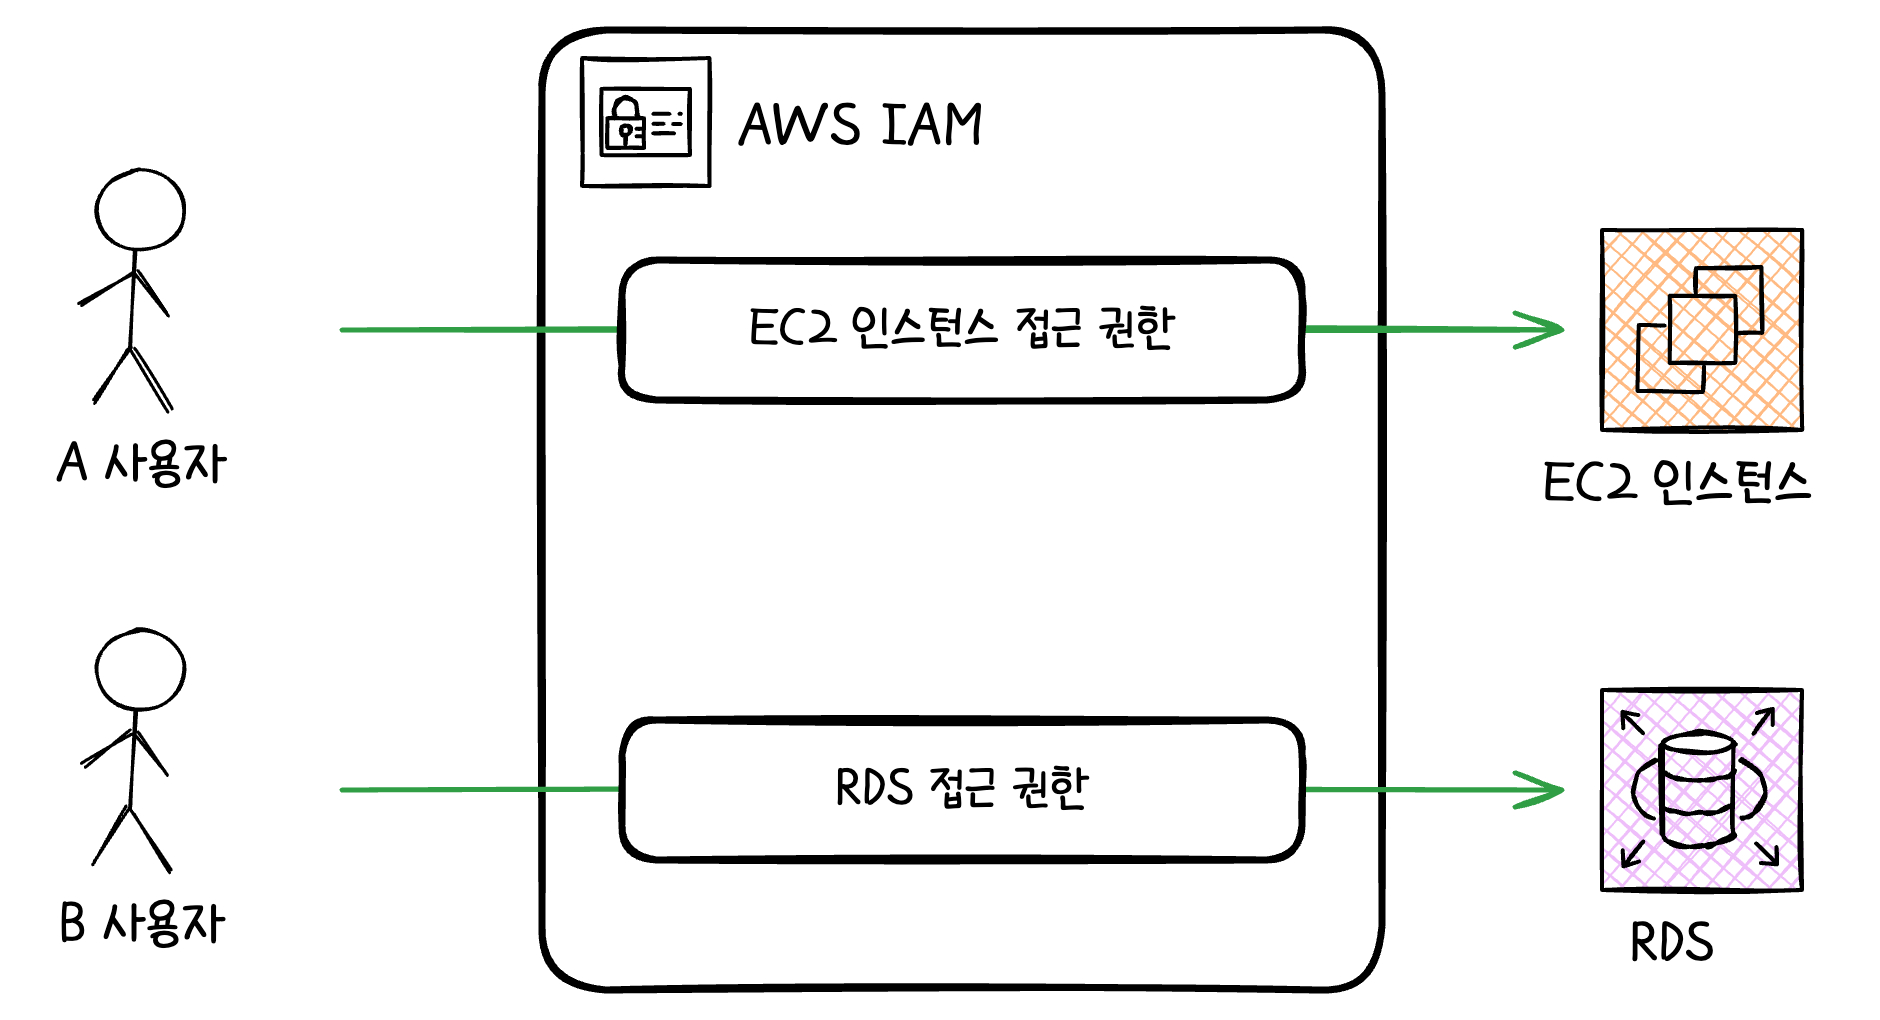 AWS IAM
EC2 인스턴스 접근 권한
A 사용자
EC2 인스턴스
RDS 접근 권한
B 사용자
RDS